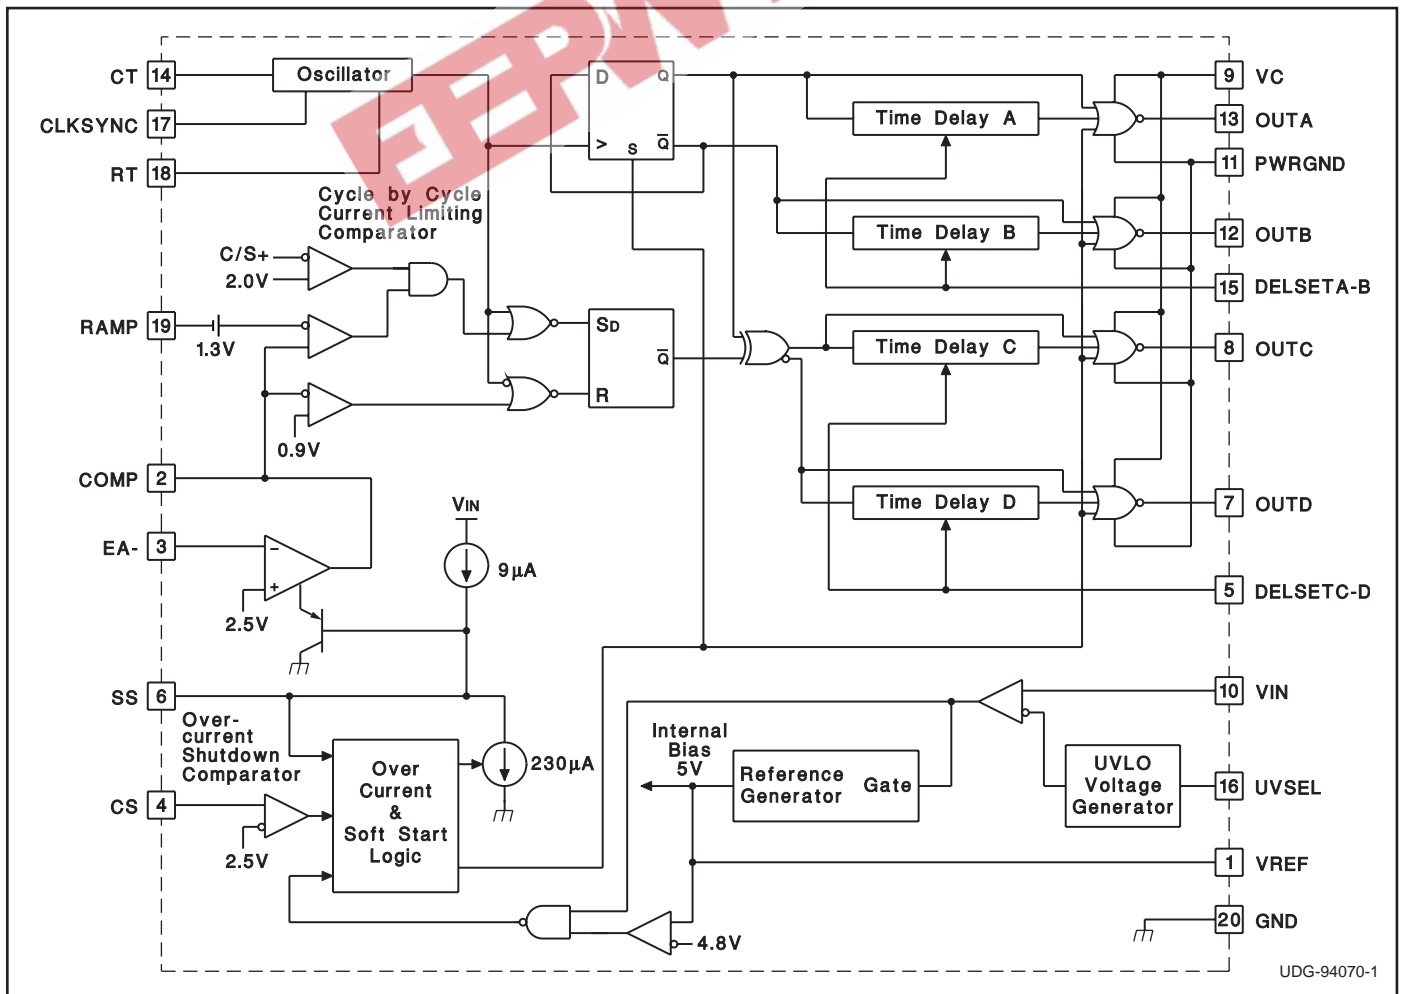 CT 14 Oscillator D Q 9 VC
CLKSYNC 17 Time Delay A 13 OUTA
> S Q̅
RT 18 11 PWRGND
Cycle by Cycle
Current Limiting
Comparator
C/S+
2.0V
Time Delay B 12 OUTB
15 DELSETA-B
RAMP 19
1.3V
SD
Q̅
R
Time Delay C 8 OUTC
0.9V
COMP 2
VIN
Time Delay D 7 OUTD
EA- 3 − +
9µA
2.5V
5 DELSETC-D
SS 6
10 VIN
Over-
current
Shutdown
Comparator
Over
Current
&
Soft Start
Logic
230µA
Internal
Bias
5V
Reference
Generator
Gate
UVLO
Voltage
Generator
16 UVSEL
CS 4
2.5V
1 VREF
4.8V
20 GND
UDG-94070-1
EEPW